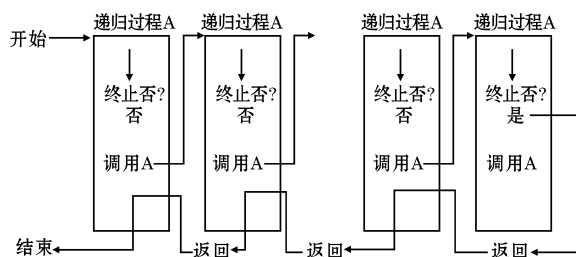 递归过程A 递归过程A 递归过程A 递归过程A
开始
终止否? 终止否? 终止否? 终止否?
否 否 否 是
调用A 调用A 调用A 调用A
结束 返回 返回 返回